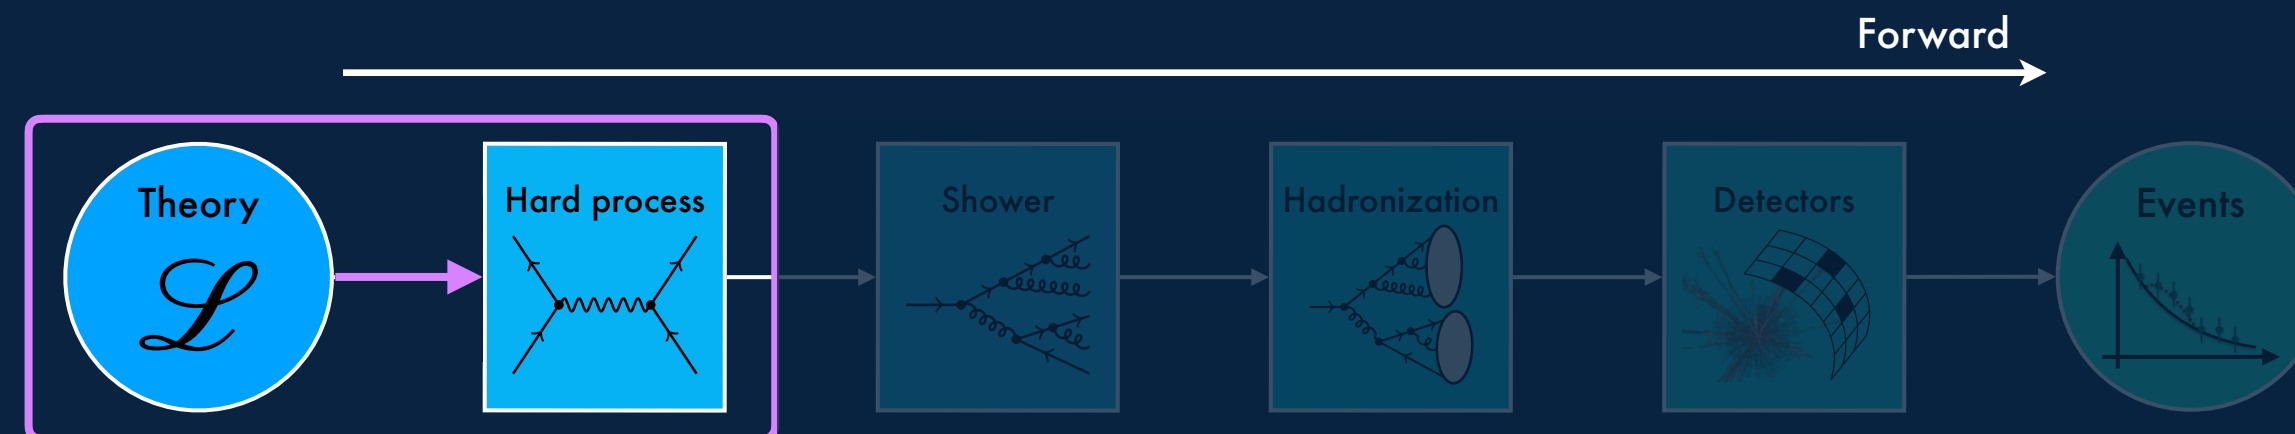 Forward
Theory
ℒ
Hard process
Shower
Hadronization
Detectors
Events